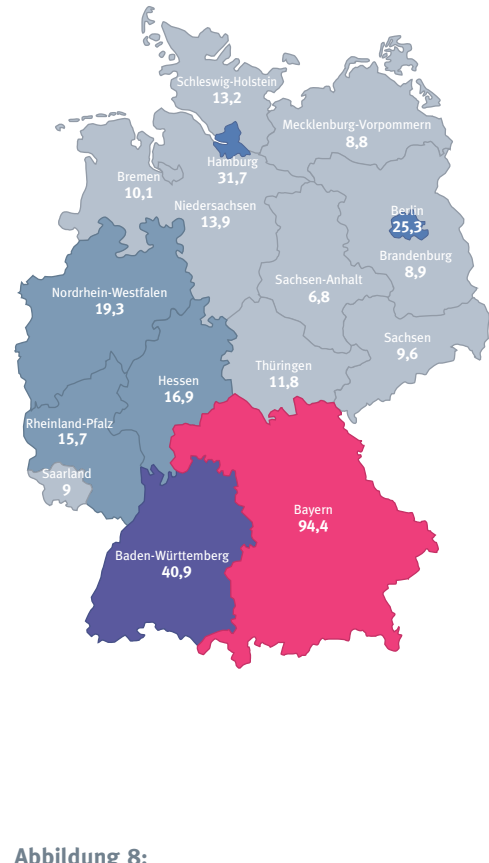 Schleswig-Holstein
13,2
Mecklenburg-Vorpommern
8,8
Hamburg
31,7
Bremen
10,1
Niedersachsen
13,9
Berlin
25,3
Brandenburg
8,9
Sachsen-Anhalt
6,8
Nordrhein-Westfalen
19,3
Sachsen
9,6
Thüringen
11,8
Hessen
16,9
Rheinland-Pfalz
15,7
Saarland
9
Bayern
94,4
Baden-Württemberg
40,9
Abbildung 8: